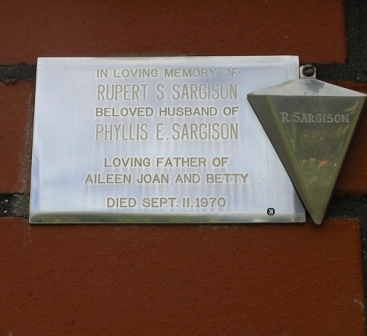 IN LOVING MEMORY OF
RUPERT S. SARGISON
BELOVED HUSBAND OF
PHYLLIS E. SARGISON
LOVING FATHER OF
AILEEN JOAN AND BETTY
DIED SEPT. 11. 1970
R. SARGISON